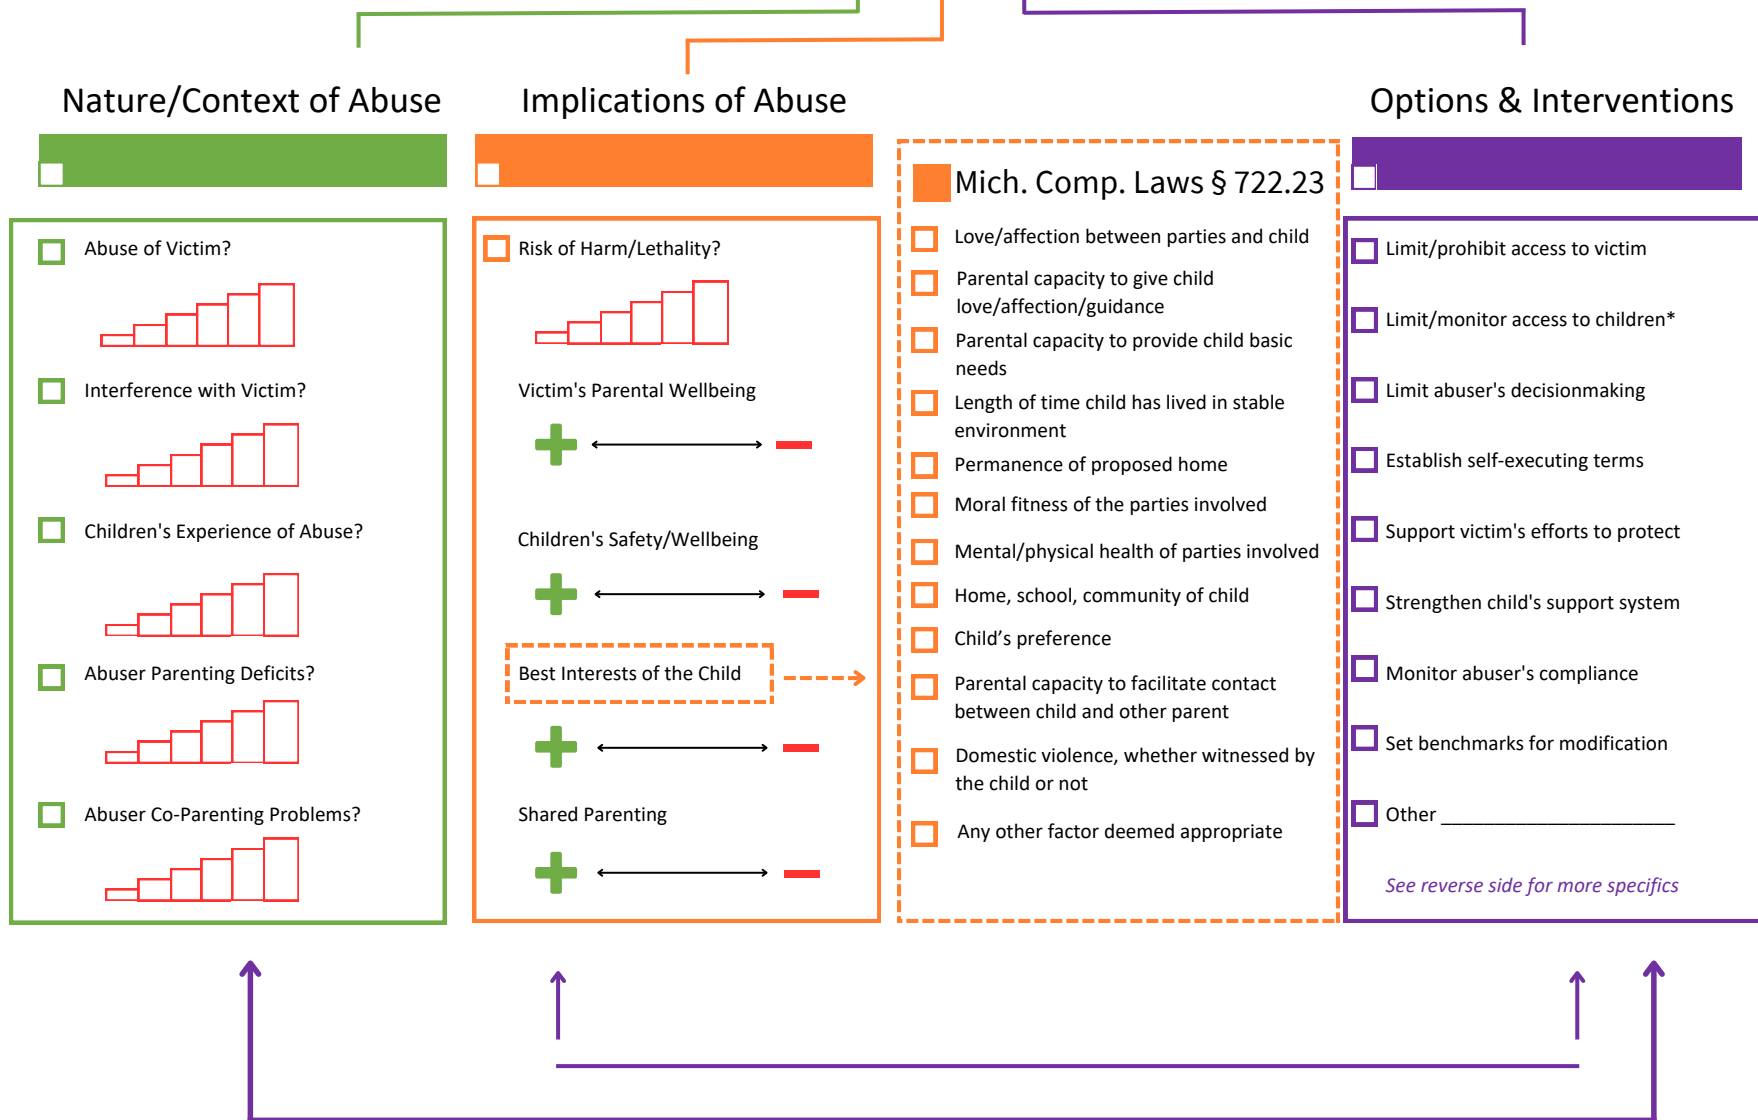 Nature/Context of Abuse
Abuse of Victim?
Interference with Victim?
Children's Experience of Abuse?
Abuser Parenting Deficits?
Abuser Co-Parenting Problems?
Implications of Abuse
Risk of Harm/Lethality?
Victim's Parental Wellbeing
Children's Safety/Wellbeing
Best Interests of the Child
Shared Parenting
Mich. Comp. Laws § 722.23
Love/affection between parties and child
Parental capacity to give child
love/affection/guidance
Parental capacity to provide child basic
needs
Length of time child has lived in stable
environment
Permanence of proposed home
Moral fitness of the parties involved
Mental/physical health of parties involved
Home, school, community of child
Child’s preference
Parental capacity to facilitate contact
between child and other parent
Domestic violence, whether witnessed by
the child or not
Any other factor deemed appropriate
Options & Interventions
Limit/prohibit access to victim
Limit/monitor access to children*
Limit abuser's decisionmaking
Establish self-executing terms
Support victim's efforts to protect
Strengthen child's support system
Monitor abuser's compliance
Set benchmarks for modification
Other ______________________
See reverse side for more specifics